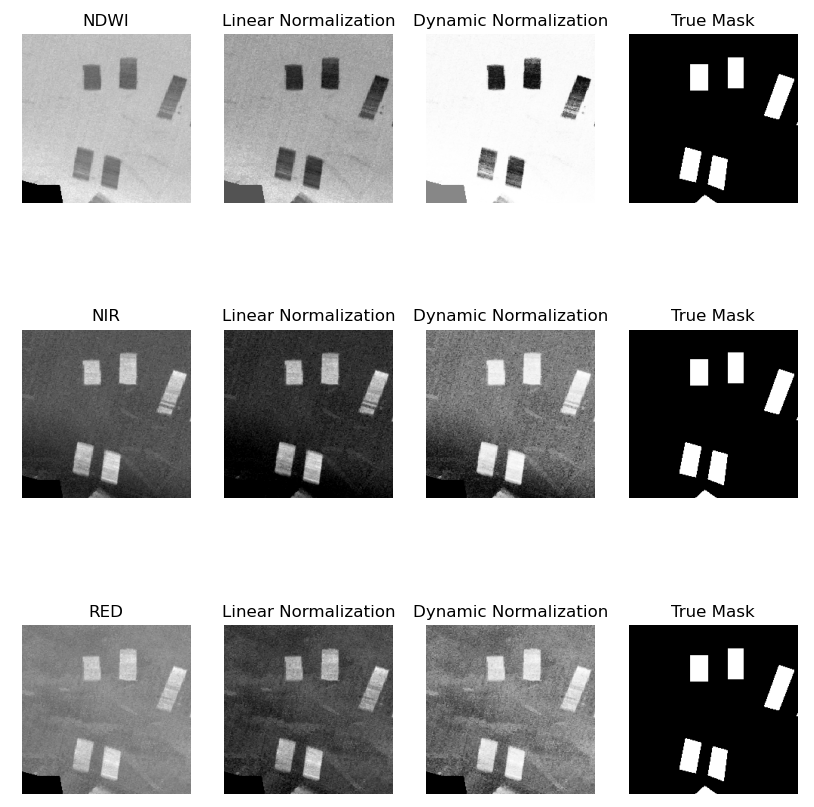 NDWI Linear Normalization Dynamic Normalization True Mask
NIR Linear Normalization Dynamic Normalization True Mask
RED Linear Normalization Dynamic Normalization True Mask